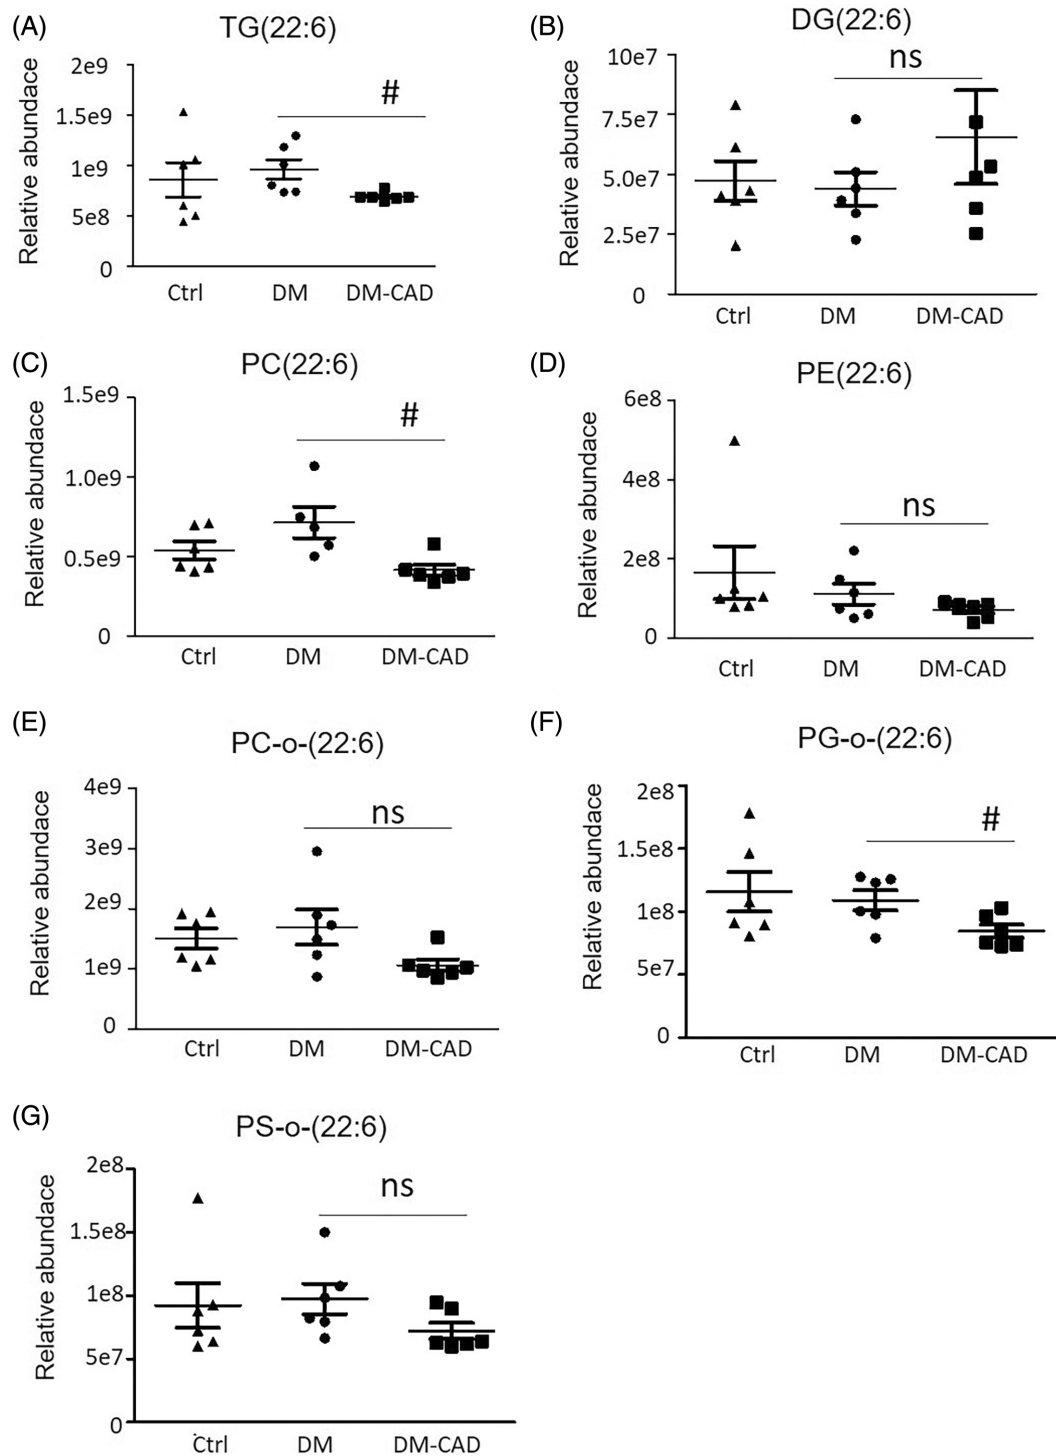 (A)
TG(22:6)
Relative abundace
2e9
1.5e9
1e9
5e8
0
#
Ctrl DM DM-CAD
(B)
DG(22:6)
Relative abundace
10e7
7.5e7
5.0e7
2.5e7
0
ns
Ctrl DM DM-CAD
(C)
PC(22:6)
Relative abundace
1.5e9
1.0e9
0.5e9
0
#
Ctrl DM DM-CAD
(D)
PE(22:6)
Relative abundace
6e8
4e8
2e8
0
ns
Ctrl DM DM-CAD
(E)
PC-o-(22:6)
Relative abundace
4e9
3e9
2e9
1e9
0
ns
Ctrl DM DM-CAD
(F)
PG-o-(22:6)
Relative abundace
2e8
1.5e8
1e8
5e7
0
#
Ctrl DM DM-CAD
(G)
PS-o-(22:6)
Relative abundace
2e8
1.5e8
1e8
5e7
0
ns
Ctrl DM DM-CAD